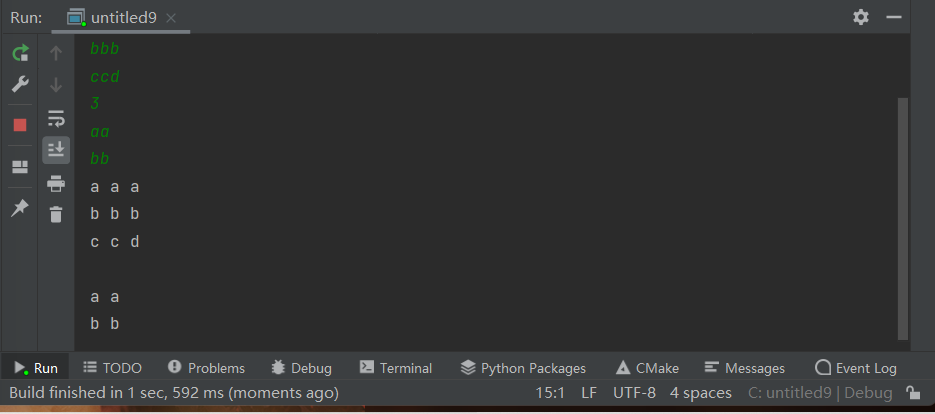 Run: untitled9
bbb
ccd
3
aa
bb
a a a
b b b
c c d
a a
b b
Run TODO Problems Debug Terminal Python Packages CMake Messages Event Log
Build finished in 1 sec, 592 ms (moments ago) 15:1 LF UTF-8 4 spaces C: untitled9 | Debug